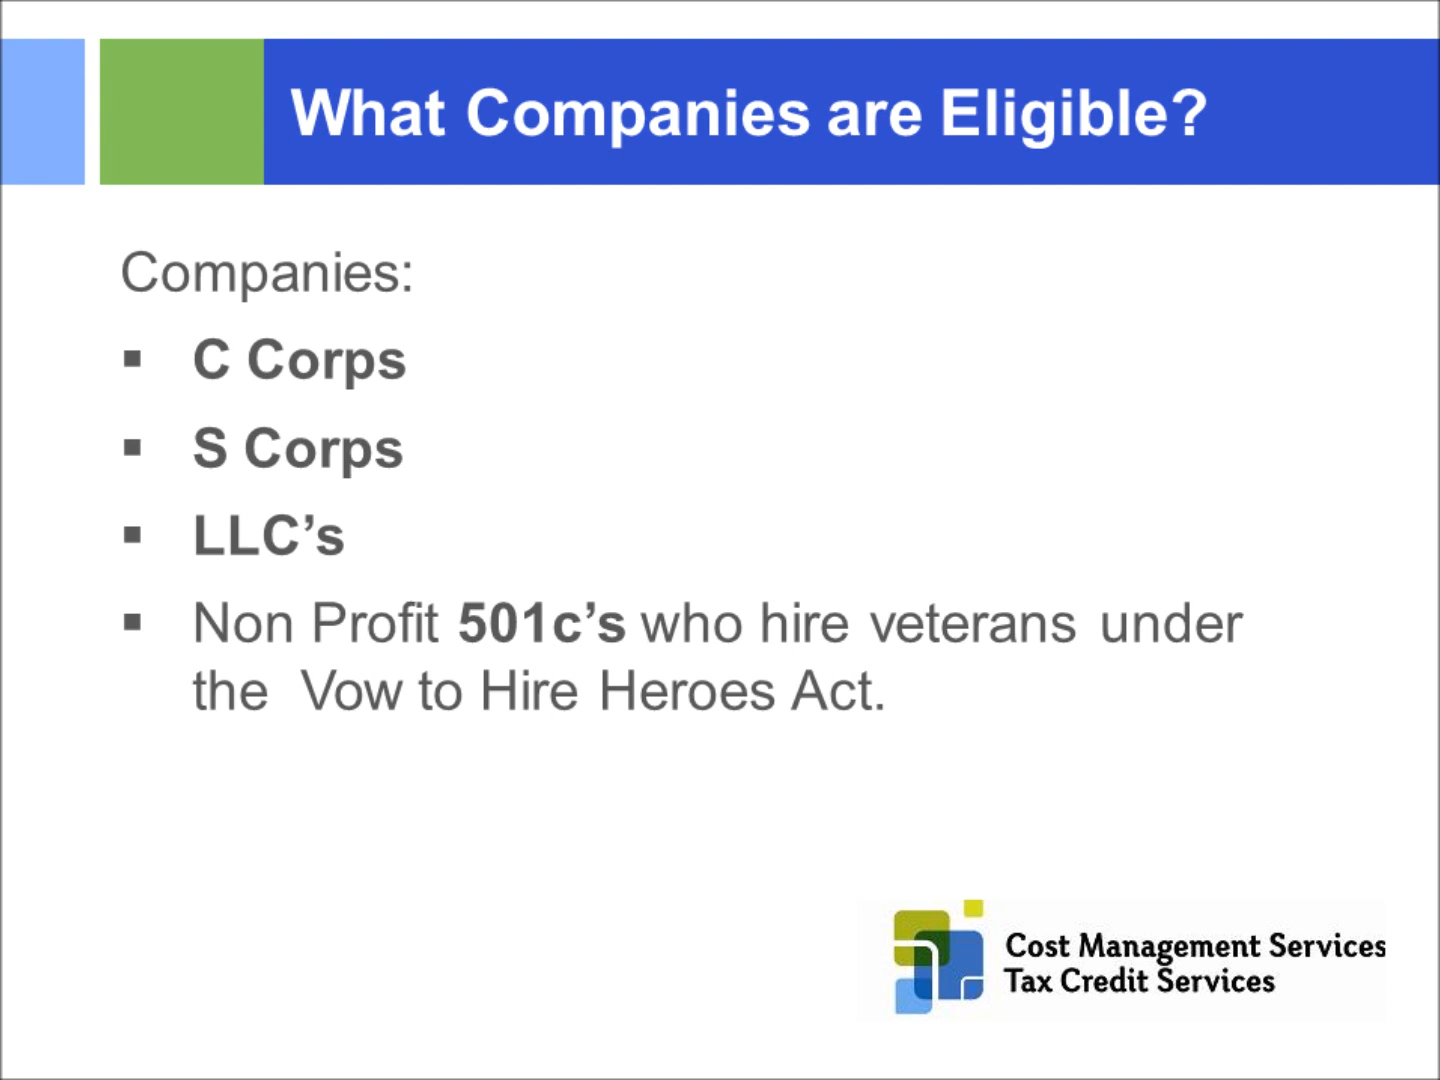 What Companies are Eligible?
Companies:
▪ C Corps
▪ S Corps
▪ LLC’s
▪ Non Profit 501c’s who hire veterans under
the Vow to Hire Heroes Act.
Cost Management Services
Tax Credit Services